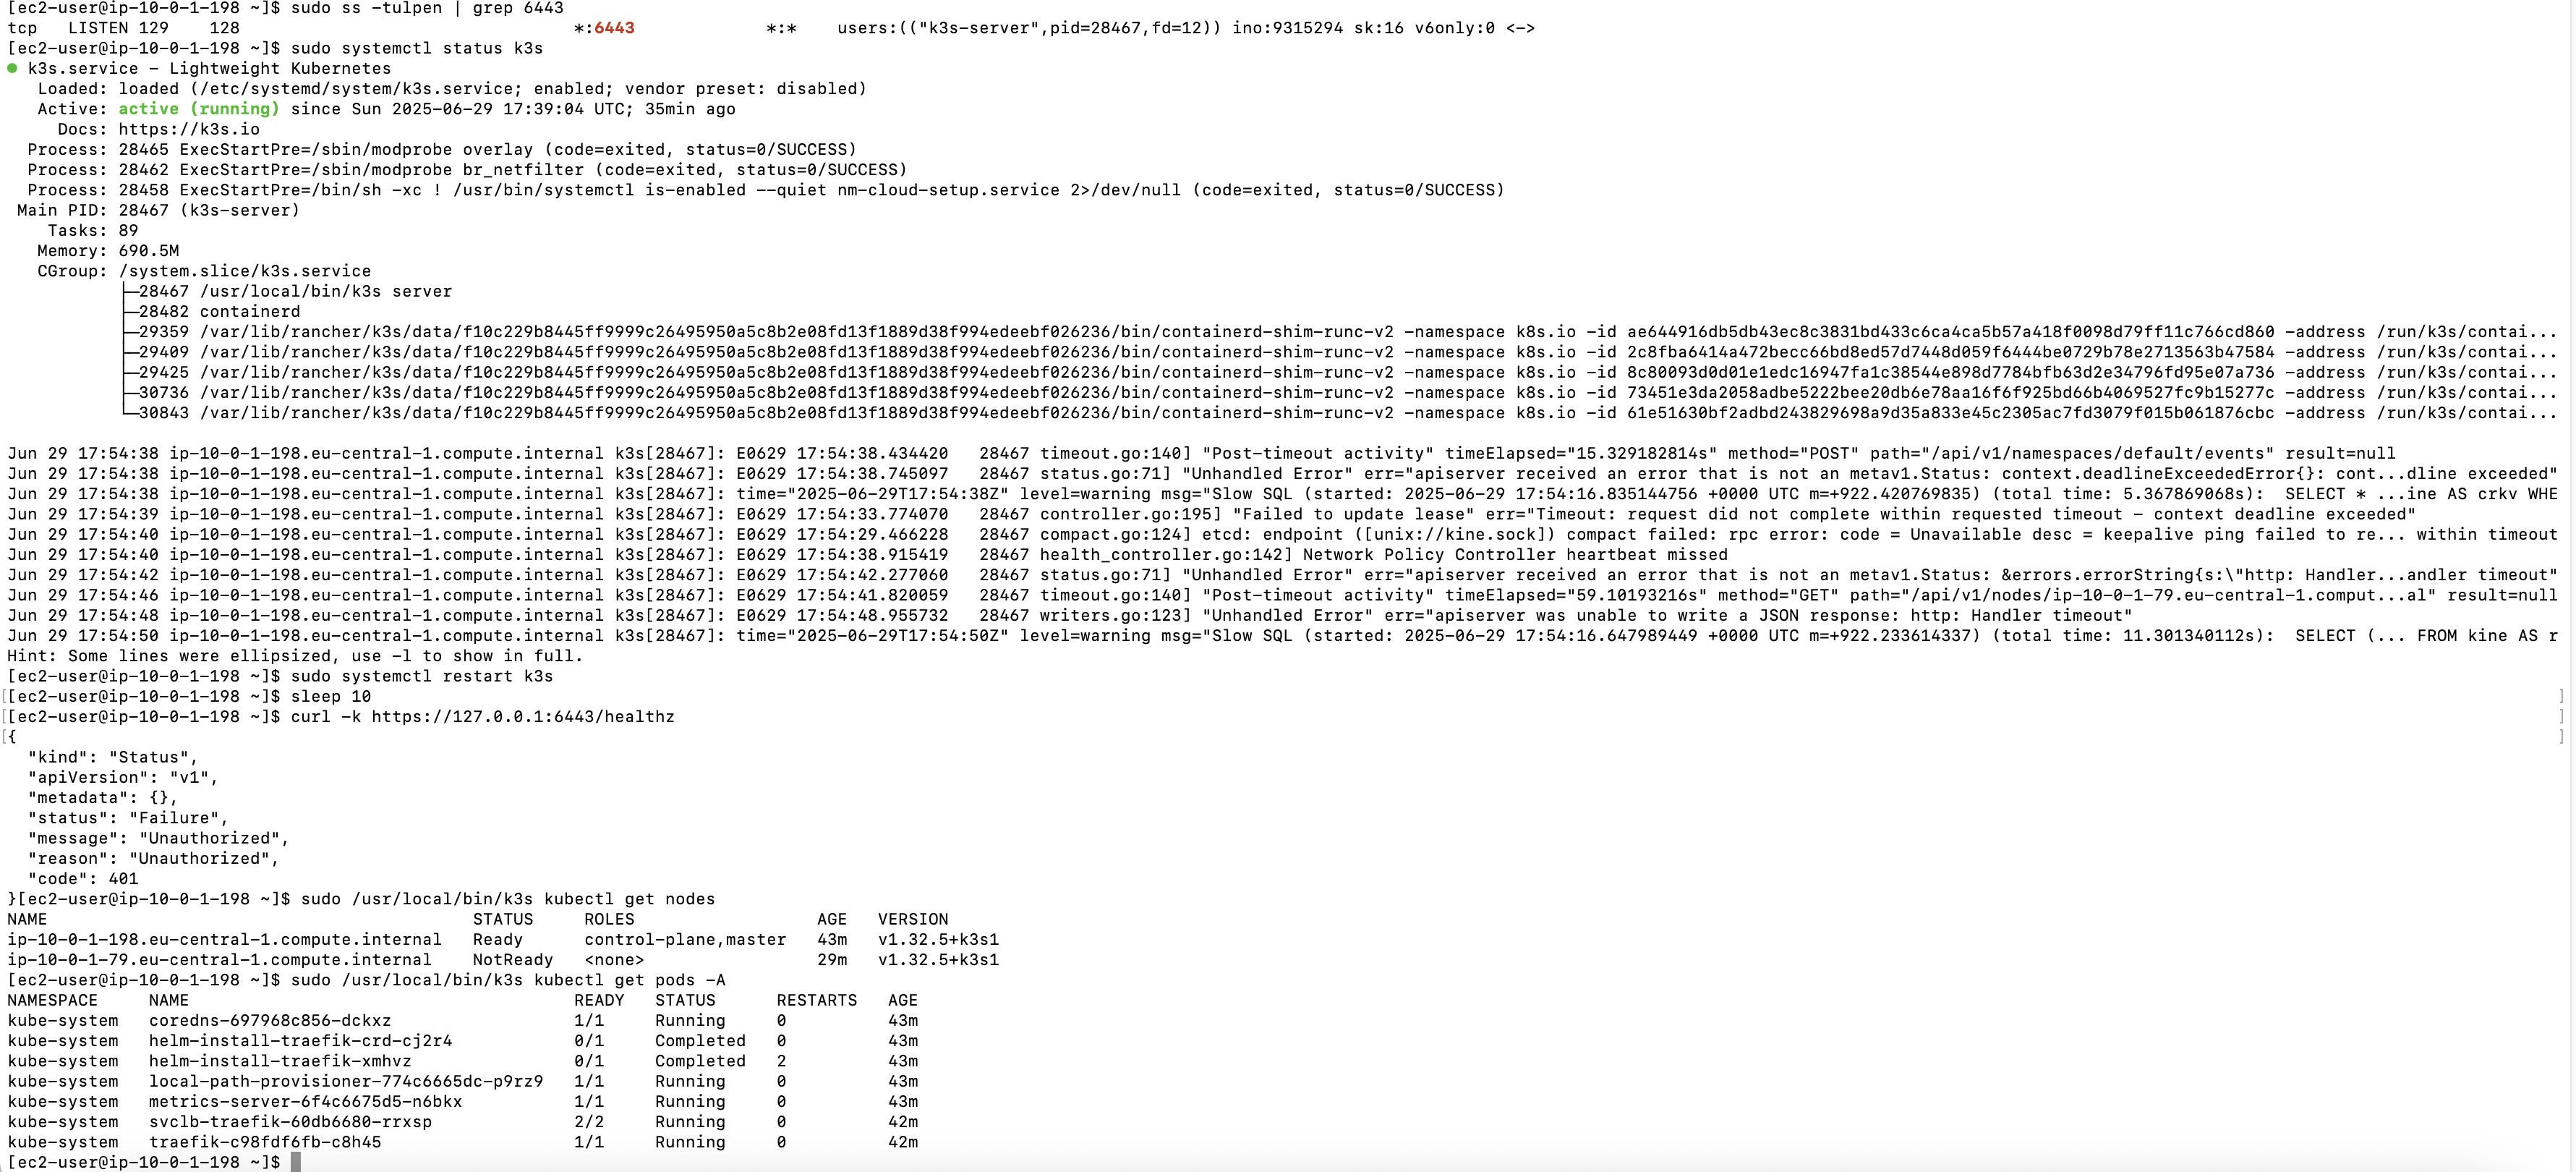 [ec2-user@ip-10-0-1-198 ~]$ sudo ss -tulpen | grep 6443
tcp   LISTEN 129    128                                 *:6443             *:*    users:(("k3s-server",pid=28467,fd=12)) ino:9315294 sk:16 v6only:0 <->
[ec2-user@ip-10-0-1-198 ~]$ sudo systemctl status k3s
● k3s.service - Lightweight Kubernetes
   Loaded: loaded (/etc/systemd/system/k3s.service; enabled; vendor preset: disabled)
   Active: active (running) since Sun 2025-06-29 17:39:04 UTC; 35min ago
     Docs: https://k3s.io
  Process: 28465 ExecStartPre=/sbin/modprobe overlay (code=exited, status=0/SUCCESS)
  Process: 28462 ExecStartPre=/sbin/modprobe br_netfilter (code=exited, status=0/SUCCESS)
  Process: 28458 ExecStartPre=/bin/sh -xc ! /usr/bin/systemctl is-enabled --quiet nm-cloud-setup.service 2>/dev/null (code=exited, status=0/SUCCESS)
 Main PID: 28467 (k3s-server)
    Tasks: 89
   Memory: 690.5M
   CGroup: /system.slice/k3s.service
           ├─28467 /usr/local/bin/k3s server
           ├─28482 containerd
           ├─29359 /var/lib/rancher/k3s/data/f10c229b8445ff9999c26495950a5c8b2e08fd13f1889d38f994edeebf026236/bin/containerd-shim-runc-v2 -namespace k8s.io -id ae644916db5db43ec8c3831bd433c6ca4ca5b57a418f0098d79ff11c766cd860 -address /run/k3s/contai...
           ├─29409 /var/lib/rancher/k3s/data/f10c229b8445ff9999c26495950a5c8b2e08fd13f1889d38f994edeebf026236/bin/containerd-shim-runc-v2 -namespace k8s.io -id 2c8fba6414a472becc66bd8ed57d7448d059f6444be0729b78e2713563b47584 -address /run/k3s/contai...
           ├─29425 /var/lib/rancher/k3s/data/f10c229b8445ff9999c26495950a5c8b2e08fd13f1889d38f994edeebf026236/bin/containerd-shim-runc-v2 -namespace k8s.io -id 8c80093d0d01e1edc16947fa1c38544e898d7784bfb63d2e34796fd95e07a736 -address /run/k3s/contai...
           ├─30736 /var/lib/rancher/k3s/data/f10c229b8445ff9999c26495950a5c8b2e08fd13f1889d38f994edeebf026236/bin/containerd-shim-runc-v2 -namespace k8s.io -id 73451e3da2058adbe5222bee20db6e78aa16f6f925bd66b4069527fc9b15277c -address /run/k3s/contai...
           └─30843 /var/lib/rancher/k3s/data/f10c229b8445ff9999c26495950a5c8b2e08fd13f1889d38f994edeebf026236/bin/containerd-shim-runc-v2 -namespace k8s.io -id 61e51630bf2adbd243829698a9d35a833e45c2305ac7fd3079f015b061876cbc -address /run/k3s/contai...
Jun 29 17:54:38 ip-10-0-1-198.eu-central-1.compute.internal k3s[28467]: E0629 17:54:38.434420   28467 timeout.go:140] "Post-timeout activity" timeElapsed="15.329182814s" method="POST" path="/api/v1/namespaces/default/events" result=null
Jun 29 17:54:38 ip-10-0-1-198.eu-central-1.compute.internal k3s[28467]: E0629 17:54:38.745097   28467 status.go:71] "Unhandled Error" err="apiserver received an error that is not an metav1.Status: context.deadlineExceededError{}: cont...dline exceeded"
Jun 29 17:54:38 ip-10-0-1-198.eu-central-1.compute.internal k3s[28467]: time="2025-06-29T17:54:38Z" level=warning msg="Slow SQL (started: 2025-06-29 17:54:16.835144756 +0000 UTC m=+922.420769835) (total time: 5.367869068s):  SELECT * ...ine AS crkv WHE
Jun 29 17:54:39 ip-10-0-1-198.eu-central-1.compute.internal k3s[28467]: E0629 17:54:33.774070   28467 controller.go:195] "Failed to update lease" err="Timeout: request did not complete within requested timeout - context deadline exceeded"
Jun 29 17:54:40 ip-10-0-1-198.eu-central-1.compute.internal k3s[28467]: E0629 17:54:29.466228   28467 compact.go:124] etcd: endpoint ([unix://kine.sock]) compact failed: rpc error: code = Unavailable desc = keepalive ping failed to re... within timeout
Jun 29 17:54:40 ip-10-0-1-198.eu-central-1.compute.internal k3s[28467]: E0629 17:54:38.915419   28467 health_controller.go:142] Network Policy Controller heartbeat missed
Jun 29 17:54:42 ip-10-0-1-198.eu-central-1.compute.internal k3s[28467]: E0629 17:54:42.277060   28467 status.go:71] "Unhandled Error" err="apiserver received an error that is not an metav1.Status: &errors.errorString{s:\"http: Handler...andler timeout"
Jun 29 17:54:46 ip-10-0-1-198.eu-central-1.compute.internal k3s[28467]: E0629 17:54:41.820059   28467 timeout.go:140] "Post-timeout activity" timeElapsed="59.10193216s" method="GET" path="/api/v1/nodes/ip-10-0-1-79.eu-central-1.comput...al" result=null
Jun 29 17:54:48 ip-10-0-1-198.eu-central-1.compute.internal k3s[28467]: E0629 17:54:48.955732   28467 writers.go:123] "Unhandled Error" err="apiserver was unable to write a JSON response: http: Handler timeout"
Jun 29 17:54:50 ip-10-0-1-198.eu-central-1.compute.internal k3s[28467]: time="2025-06-29T17:54:50Z" level=warning msg="Slow SQL (started: 2025-06-29 17:54:16.647989449 +0000 UTC m=+922.233614337) (total time: 11.301340112s):  SELECT (... FROM kine AS r
Hint: Some lines were ellipsized, use -l to show in full.
[ec2-user@ip-10-0-1-198 ~]$ sudo systemctl restart k3s
[[ec2-user@ip-10-0-1-198 ~]$ sleep 10 ]
[[ec2-user@ip-10-0-1-198 ~]$ curl -k https://127.0.0.1:6443/healthz ]
[{ ]
  "kind": "Status",
  "apiVersion": "v1",
  "metadata": {},
  "status": "Failure",
  "message": "Unauthorized",
  "reason": "Unauthorized",
  "code": 401
}[ec2-user@ip-10-0-1-198 ~]$ sudo /usr/local/bin/k3s kubectl get nodes
NAME                                          STATUS     ROLES                  AGE   VERSION
ip-10-0-1-198.eu-central-1.compute.internal   Ready      control-plane,master   43m   v1.32.5+k3s1
ip-10-0-1-79.eu-central-1.compute.internal    NotReady   <none>                 29m   v1.32.5+k3s1
[ec2-user@ip-10-0-1-198 ~]$ sudo /usr/local/bin/k3s kubectl get pods -A
NAMESPACE     NAME                                      READY   STATUS      RESTARTS   AGE
kube-system   coredns-697968c856-dckxz                  1/1     Running     0          43m
kube-system   helm-install-traefik-crd-cj2r4            0/1     Completed   0          43m
kube-system   helm-install-traefik-xmhvz                0/1     Completed   2          43m
kube-system   local-path-provisioner-774c6665dc-p9rz9   1/1     Running     0          43m
kube-system   metrics-server-6f4c6675d5-n6bkx           1/1     Running     0          43m
kube-system   svclb-traefik-60db6680-rrxsp              2/2     Running     0          42m
kube-system   traefik-c98fdf6fb-c8h45                   1/1     Running     0          42m
[ec2-user@ip-10-0-1-198 ~]$